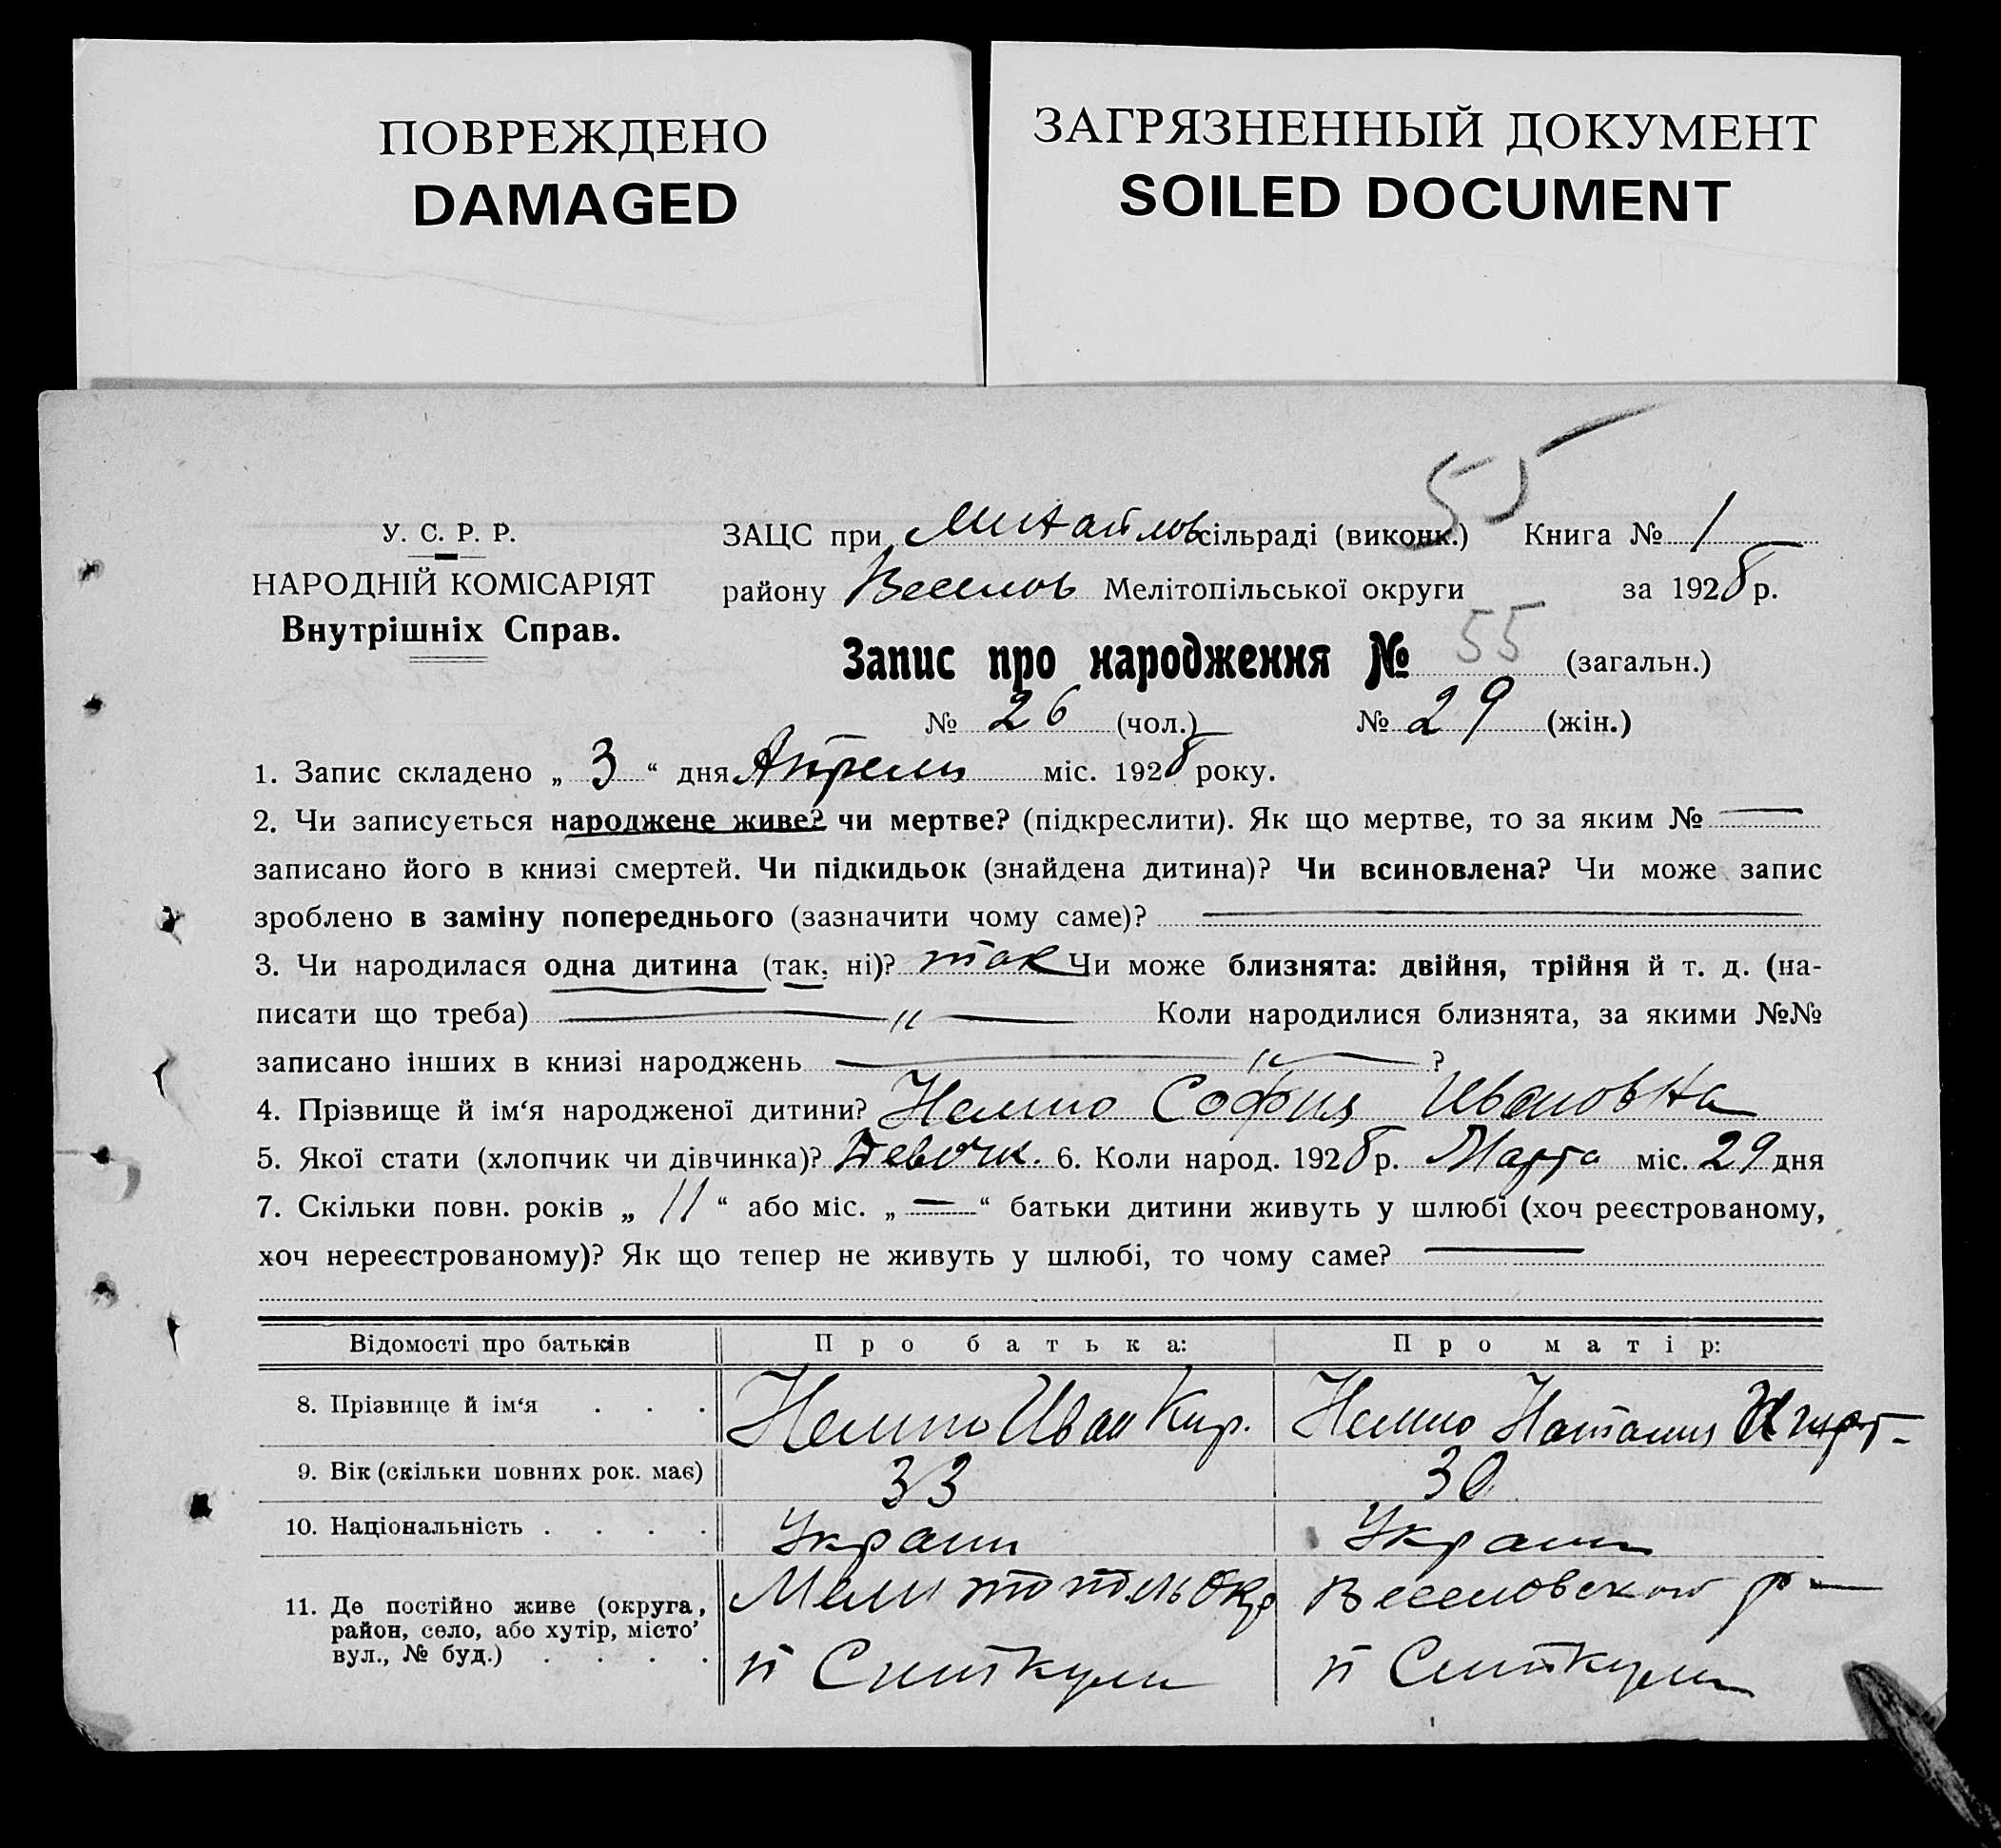 ПОВРЕЖДЕНО
DAMAGED
ЗАГРЯЗНЕННЫЙ ДОКУМЕНТ
SOILED DOCUMENT
55
У. С. Р. Р.
НАРОДНІЙ КОМІСАРІЯТ
Внутрішніх Справ.
ЗАЦС при Михайлов сільраді (виконк.) Книга № 1
району Веселов Мелітопільської округи за 1928 р.
Запис про народження № 55 (загальн.)
№ 26 (чол.) № 29 (жін.)
1. Запис складено „ 3 “ дня Апреля міс. 1928 року.
2. Чи записується народжене живе? чи мертве? (підкреслити). Як що мертве, то за яким № —
записано його в книзі смертей. Чи підкидьок (знайдена дитина)? Чи всиновлена? Чи може запис
зроблено в заміну попереднього (зазначити чому саме)? —
3. Чи народилася одна дитина (так, ні)? так Чи може близнята: двійня, трійня й т. д. (на-
писати що треба) — „ — Коли народилися близнята, за якими №№
записано інших в книзі народжень — „ — ?
4. Прізвище й ім‘я народженої дитини? София Ивановна
5. Якої стати (хлопчик чи дівчинка)? Девочк. 6. Коли народ. 1928 р. Марта міс. 29 дня
7. Скільки повн. років „ 11 “ або міс. „ — “ батьки дитини живуть у шлюбі (хоч реєстрованому,
хоч нереєстрованому)? Як що тепер не живуть у шлюбі, то чому саме? —
Відомості про батьків Про батька: Про матір:
8. Прізвище й ім‘я . . . Иван Кир. Наталия
9. Вік (скільки повних рок. має) 33 30
10. Національність . . . . Украин Украин
11. Де постійно живе (округа, Мелитополь Окр Веселовского р—
район, село, або хутір, місто,
вул., № буд.) . . . . п п